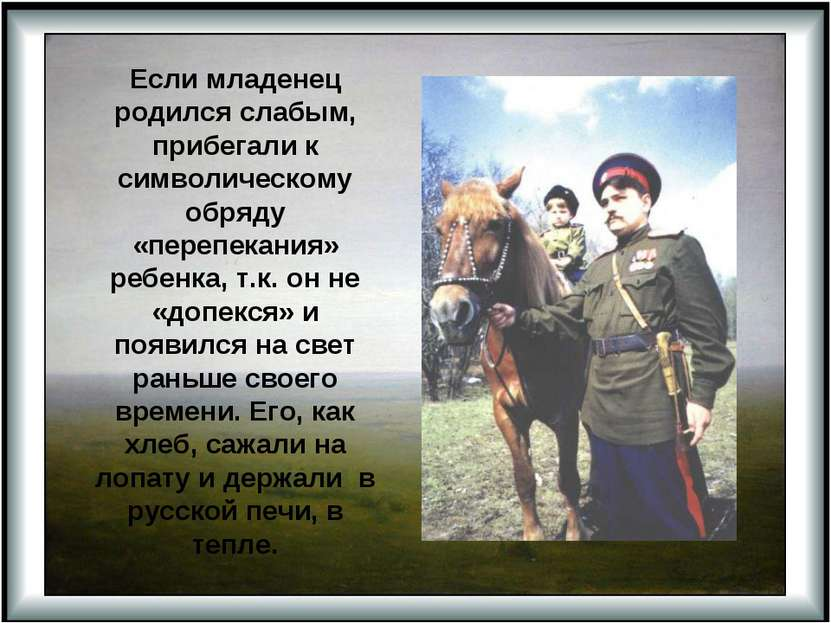 Если младенец
родился слабым,
прибегали к
символическому
обряду
«перепекания»
ребенка, т.к. он не
«допекся» и
появился на свет
раньше своего
времени. Его, как
хлеб, сажали на
лопату и держали  в
русской печи, в
тепле.